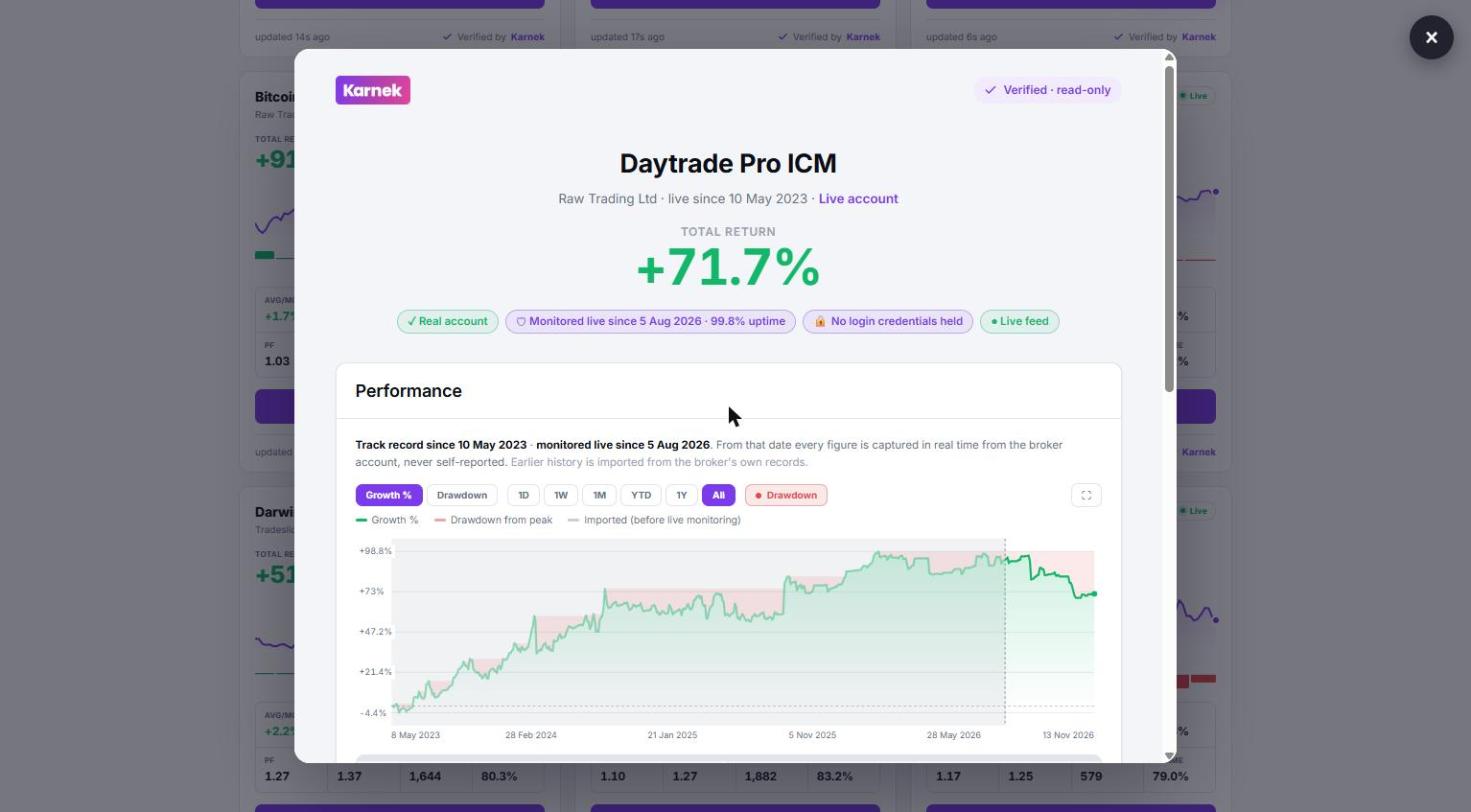 updated 14s ago
Verified by Karnek
updated 17s ago
Verified by Karnek
updated 6s ago
Verified by Karnek
×
Karnek
Verified · read-only
Live
TOTAL
+91
Daytrade Pro ICM
Raw Trading Ltd · live since 10 May 2023 · Live account
TOTAL RETURN
+71.7%
✓ Real account
Monitored live since 5 Aug 2026 · 99.8% uptime
No login credentials held
Live feed
PF
1.03
Performance
Track record since 10 May 2023 · monitored live since 5 Aug 2026. From that date every figure is captured in real time from the broker
account, never self-reported. Earlier history is imported from the broker's own records.
updated
Karnek
Growth %
Drawdown
1D
1W
1M
YTD
1Y
All
Drawdown
Growth %
Drawdown from peak
Imported (before live monitoring)
Live
TOTAL
+51
+98.8%
+73%
+47.2%
+21.4%
-4.4%
8 May 2023
28 Feb 2024
21 Jan 2025
5 Nov 2025
28 May 2026
13 Nov 2026
PF
1.27
1.37
1,644
80.3%
1.10
1.27
1,882
83.2%
1.17
1.25
579
79.0%